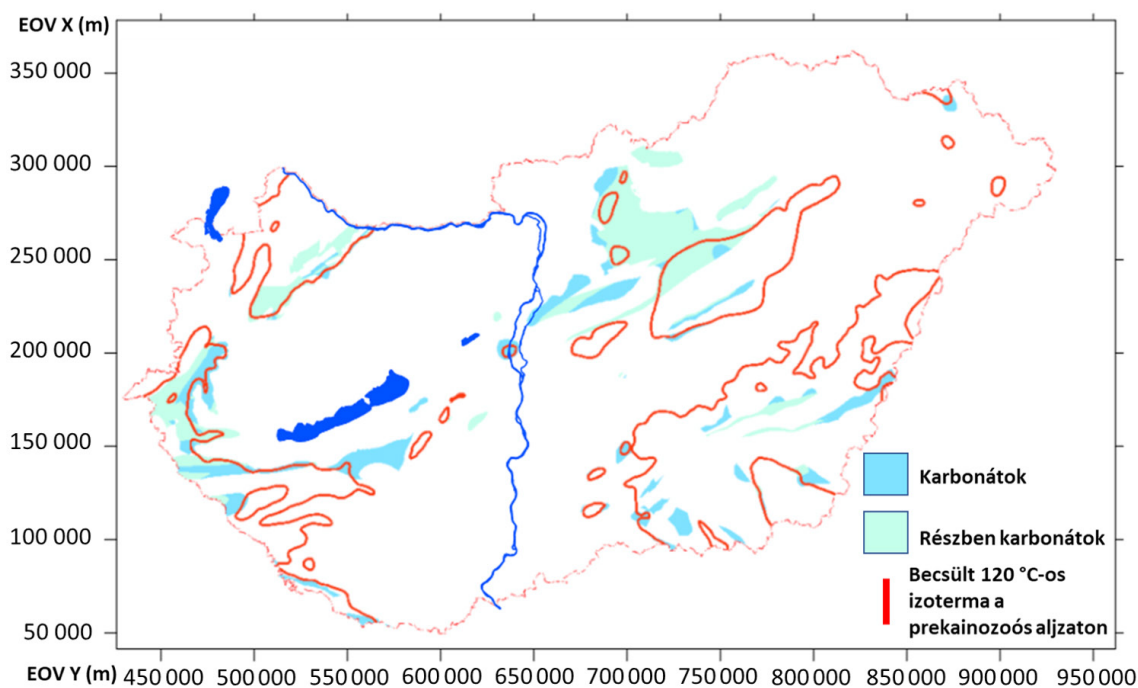 EOV X (m)
350 000
300 000
250 000
200 000
150 000
100 000
50 000
Karbonátok
Részben karbonátok
Becsült 120 °C-os
izoterma a
prekainozoós aljzaton
EOV Y (m)
450 000 500 000 550 000 600 000 650 000 700 000 750 000 800 000 850 000 900 000 950 000